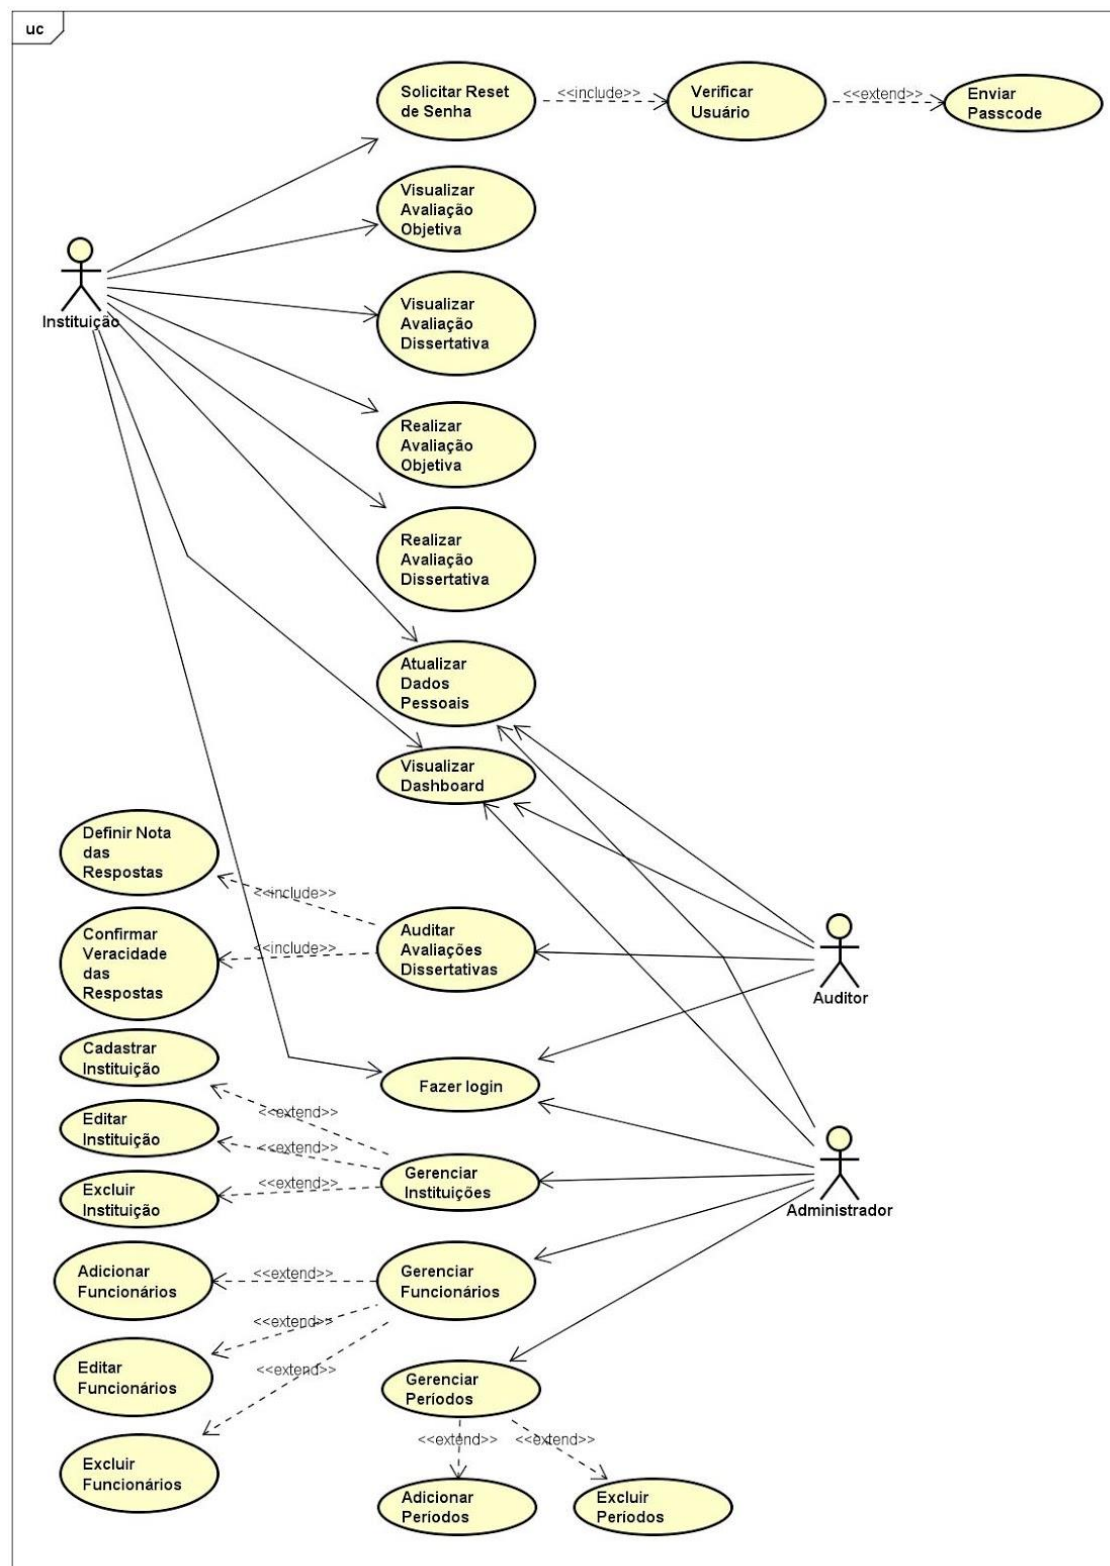 uc
Solicitar Reset
de Senha
<<include>>
Verificar
Usuário
<<extend>>
Enviar
Passcode
Visualizar
Avaliação
Objetiva
Instituição
Visualizar
Avaliação
Dissertativa
Realizar
Avaliação
Objetiva
Realizar
Avaliação
Dissertativa
Atualizar
Dados
Pessoais
Visualizar
Dashboard
Definir Nota
das
Respostas
<<include>>
Confirmar
Veracidade
das
Respostas
<<include>>
Auditar
Avaliações
Dissertativas
Auditor
Cadastrar
Instituição
Fazer login
<<extend>>
Editar
Instituição
<<extend>>
Excluir
Instituição
<<extend>>
Gerenciar
Instituições
Administrador
Adicionar
Funcionários
<<extend>>
Gerenciar
Funcionários
<<extend>>
Editar
Funcionários
<<extend>>
Gerenciar
Períodos
Excluir
Funcionários
<<extend>>
<<extend>>
Adicionar
Períodos
Excluir
Períodos